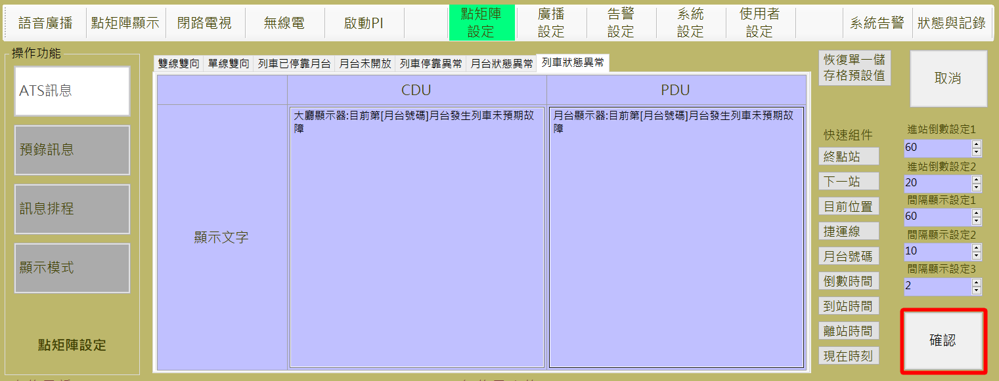 語音廣播
點矩陣顯示
閉路電視
無線電
啟動PI
點矩陣
設定
廣播
設定
告警
設定
系統
設定
使用者
設定
系統告警
狀態與記錄
操作功能
ATS訊息
預錄訊息
訊息排程
顯示模式
點矩陣設定
雙線雙向
單線雙向
列車已停靠月台
月台未開放
列車停靠異常
月台狀態異常
列車狀態異常
CDU
PDU
顯示文字
大廳顯示器:目前第[月台號碼]月台發生列車未預期故
障
月台顯示器:目前第[月台號碼]月台發生列車未預期故
障
恢復單一儲
存格預設值
快速組件
終點站
下一站
目前位置
捷運線
月台號碼
倒數時間
到站時間
離站時間
現在時刻
取消
進站倒數設定1
60
進站倒數設定2
20
間隔顯示設定1
60
間隔顯示設定2
10
間隔顯示設定3
2
確認